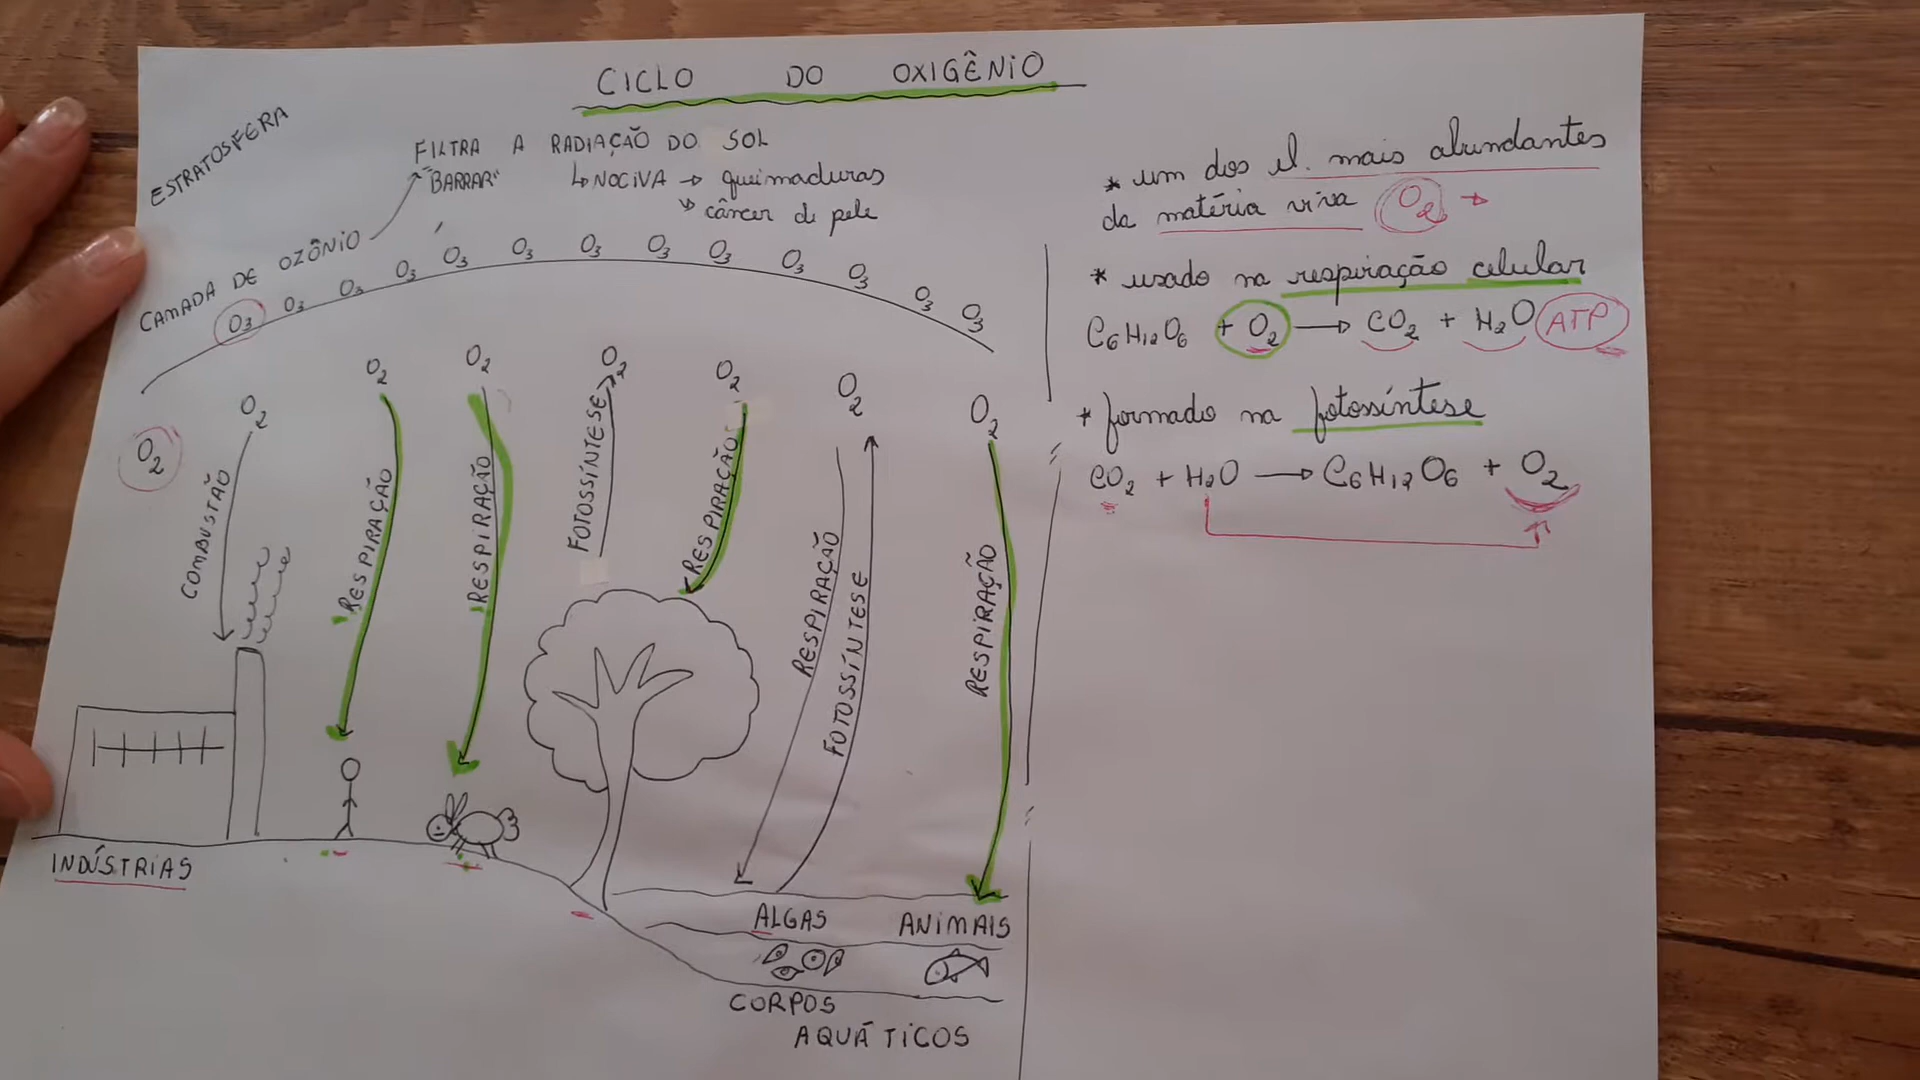 CICLO DO OXIGÊNIO
ESTRATOSFERA
FILTRA A RADIAÇÃO DO SOL
"BARRAR"
↳ NOCIVA → queimaduras
↘ câncer de pele
CAMADA DE OZÔNIO
O3 O3 O3 O3 O3 O3 O3 O3 O3 O3 O3 O3 O3
O2
O2 O2 O2 O2 O2 O2 O2
COMBUSTÃO
RESPIRAÇÃO
RESPIRAÇÃO
FOTOSSÍNTESE
RESPIRAÇÃO
RESPIRAÇÃO
FOTOSSÍNTESE
RESPIRAÇÃO
INDÚSTRIAS
ALGAS ANIMAIS
CORPOS
AQUÁTICOS
* um dos el. mais abundantes
da matéria viva O2 →
* usado na respiração celular
C6H12O6 + O2 → CO2 + H2O ATP
* formado na fotossíntese
CO2 + H2O → C6H12O6 + O2